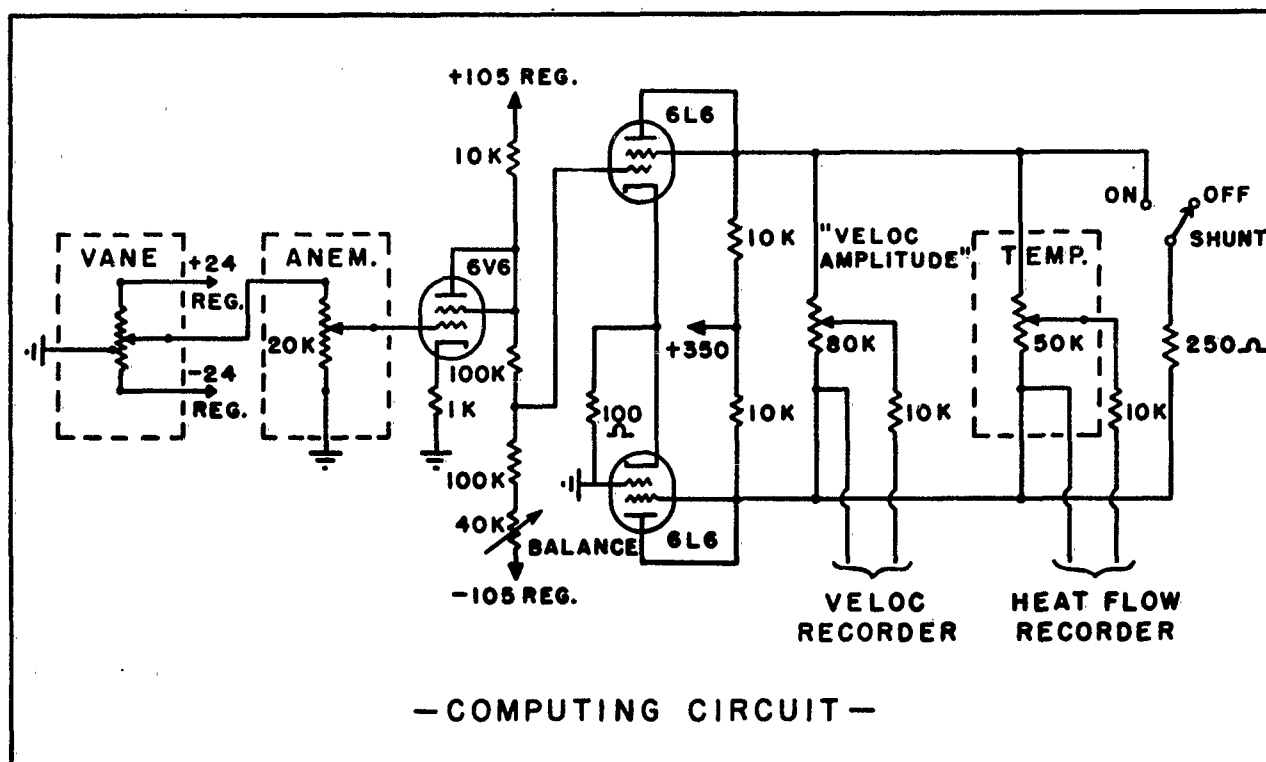 +105 REG.
10K
6L6
ON
OFF
SHUNT
VANE
+24
REG.
ANEM.
6V6
10K
"VELOC
AMPLITUDE"
TEMP.
20K
+350
80K
50K
250Ω
-24
REG.
100K
1K
100
Ω
10K
10K
10K
100K
40K
BALANCE
6L6
-105 REG.
VELOC
RECORDER
HEAT FLOW
RECORDER
—COMPUTING CIRCUIT—